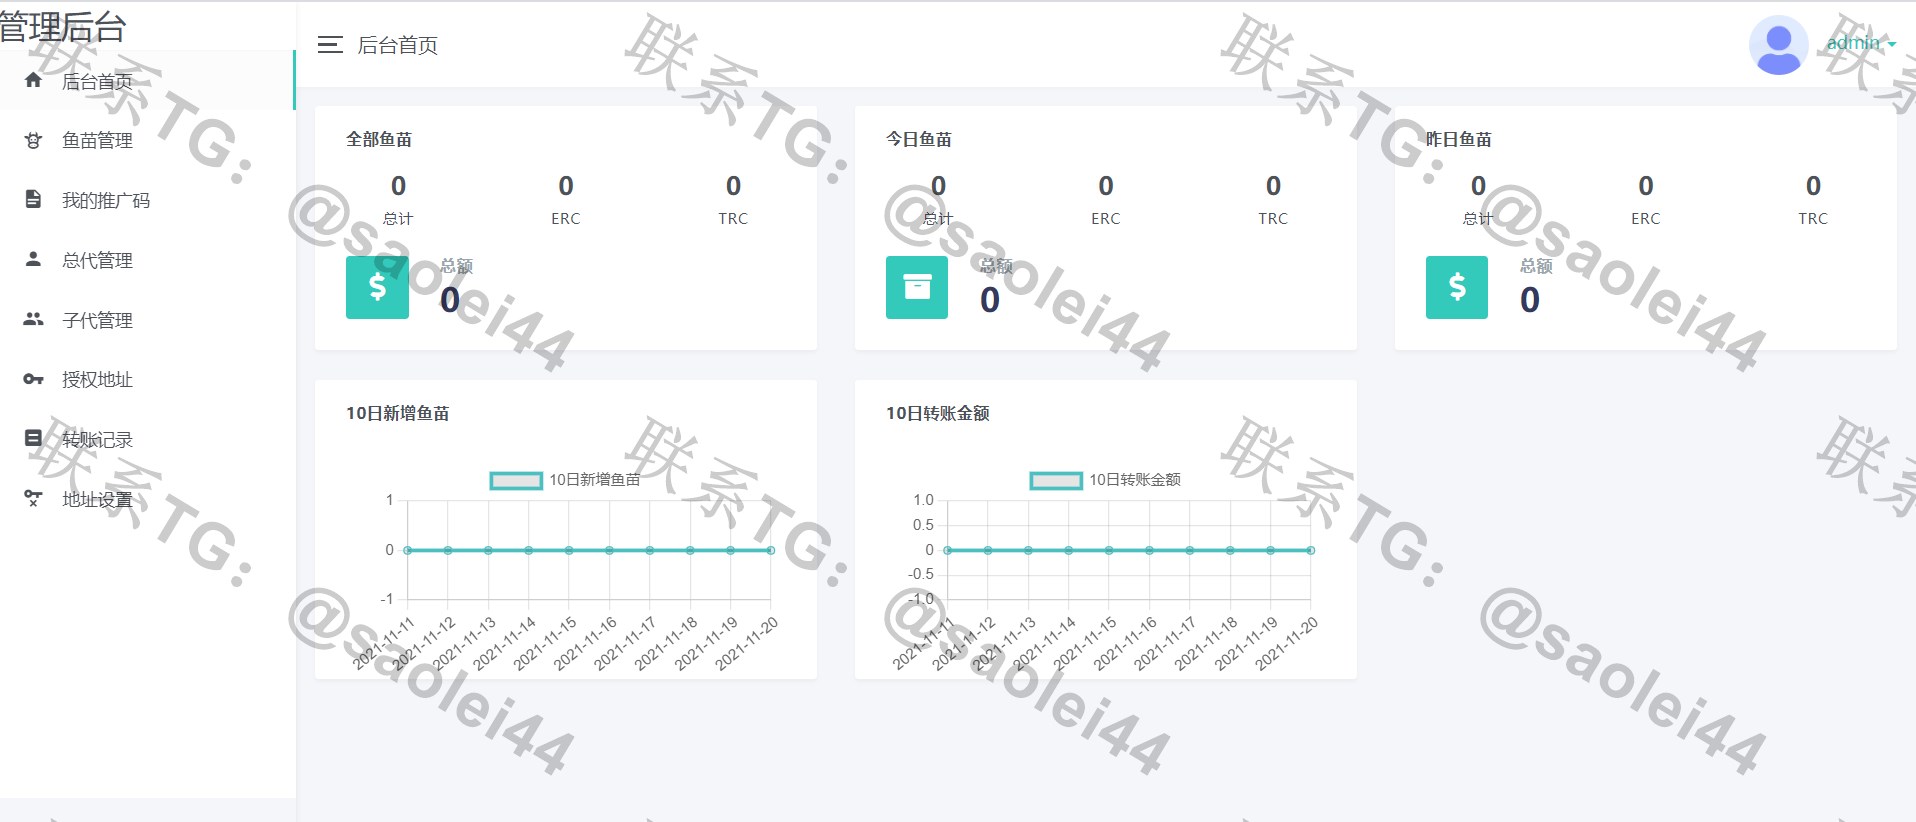 管理后台
后台首页
鱼苗管理
我的推广码
总代管理
子代管理
授权地址
转账记录
地址设置
后台首页
admin
全部鱼苗
0 0 0
总计 ERC TRC
总额
0
今日鱼苗
0 0 0
总计 ERC TRC
总额
0
昨日鱼苗
0 0 0
总计 ERC TRC
总额
0
10日新增鱼苗
10日新增鱼苗
1
0
-1
2021-11-11 2021-11-12 2021-11-13 2021-11-14 2021-11-15 2021-11-16 2021-11-17 2021-11-18 2021-11-19 2021-11-20
10日转账金额
10日转账金额
1.0
0.5
0
-0.5
-1.0
2021-11-11 2021-11-12 2021-11-13 2021-11-14 2021-11-15 2021-11-16 2021-11-17 2021-11-18 2021-11-19 2021-11-20
联系TG:
@saolei44
联系TG:
@saolei44
联系TG:
@saolei44
联系
联系TG:
@saolei44
联系TG:
@saolei44
联系TG:
@saolei44
联系